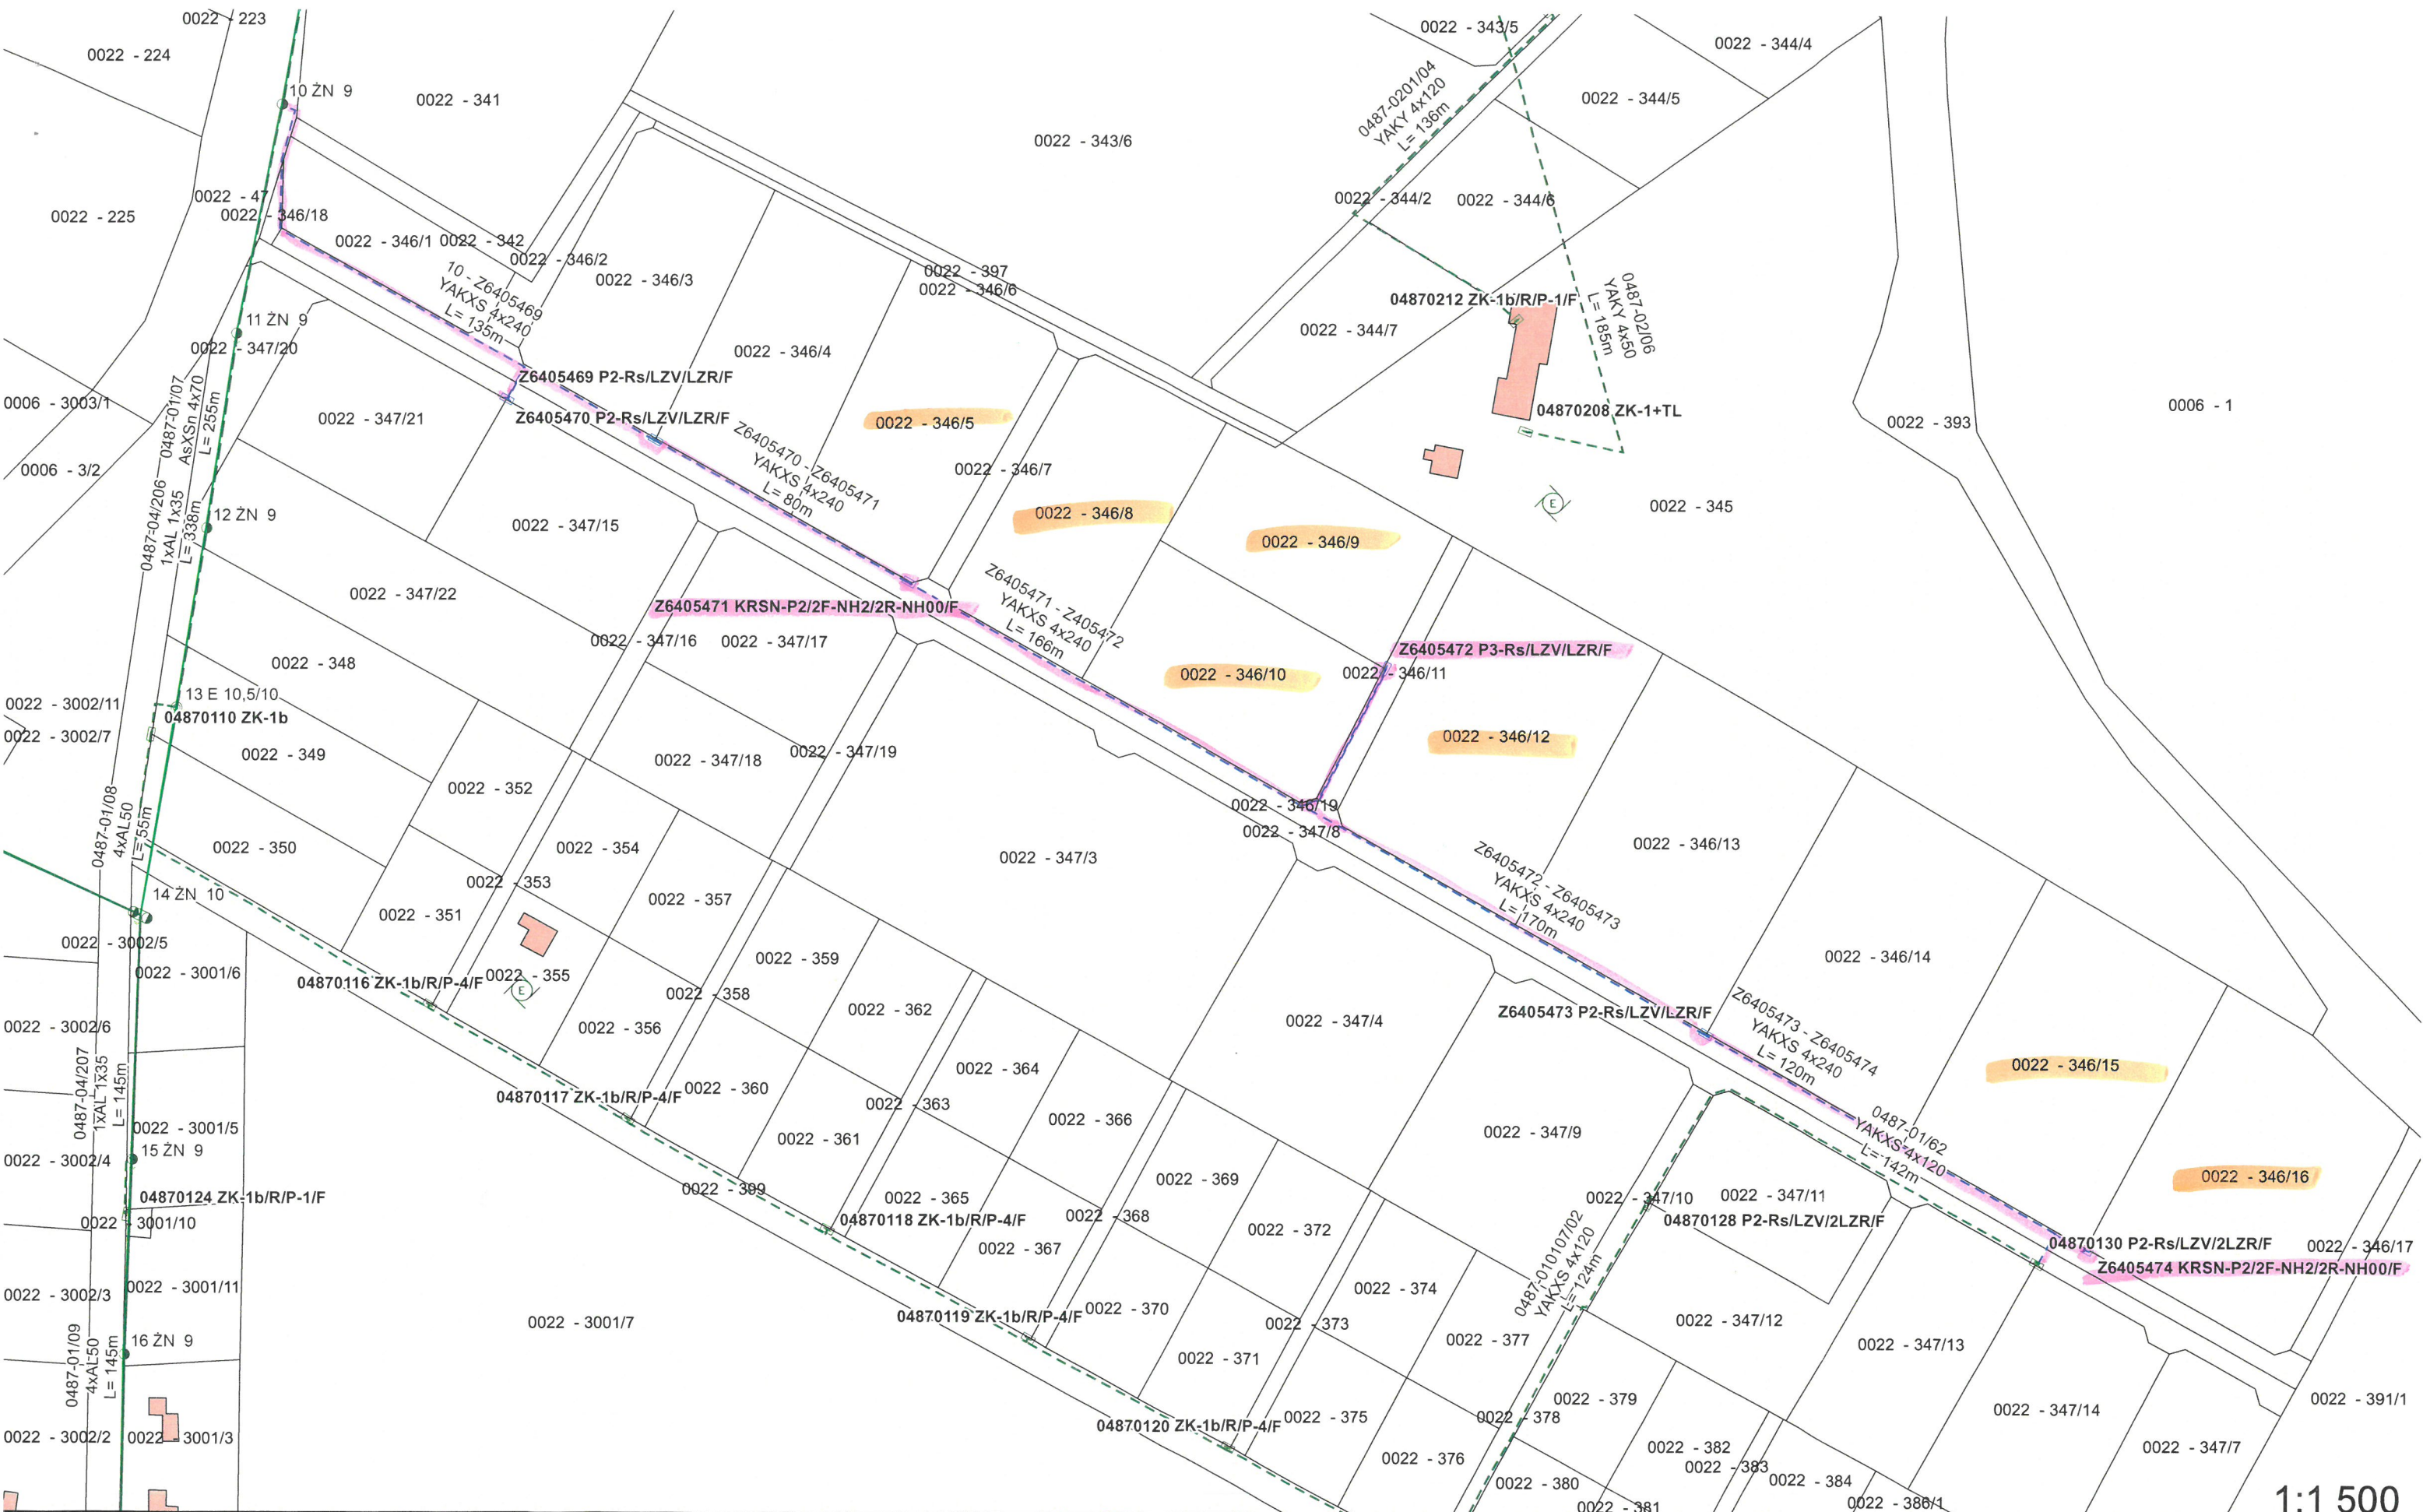 0022 - 223
0022 - 224
10 ŻN 9
0022 - 341
0022 - 343/5
0022 - 344/4
0022 - 344/5
0487-0201/04
YAKY 4x120
L= 136m
0022 - 343/6
0022 - 47
0022 - 225
0022 - 346/18
0022 - 344/2
0022 - 344/6
0022 - 346/1
0022 - 342
0022 - 346/2
0022 - 346/3
0022 - 397
0022 - 346/6
10 - Z6405469
YAKXS 4x240
L= 135m
04870212 ZK-1b/R/P-1/F
0487-02/06
YAKY 4x50
L= 185m
11 ŻN 9
0022 - 347/20
0022 - 344/7
0022 - 346/4
Z6405469 P2-Rs/LZV/LZR/F
0006 - 3003/1
0487-01/07
AsXSn 4x70
L= 255m
0022 - 347/21
Z6405470 P2-Rs/LZV/LZR/F
0022 - 346/5
04870208 ZK-1+TL
0022 - 393
0006 - 1
0006 - 3/2
Z6405470 - Z6405471
YAKXS 4x240
L= 80m
0022 - 346/7
0487-04/206
1xAL 1x35
L= 338m
12 ŻN 9
0022 - 347/15
0022 - 346/8
0022 - 346/9
E
0022 - 345
0022 - 347/22
Z6405471 KRSN-P2/2F-NH2/2R-NH00/F
Z6405471 - Z405472
YAKXS 4x240
L= 166m
0022 - 347/16
0022 - 347/17
0022 - 348
Z6405472 P3-Rs/LZV/LZR/F
0022 - 346/10
0022 - 346/11
0022 - 3002/11
13 E 10,5/10
04870110 ZK-1b
0022 - 3002/7
0022 - 349
0022 - 347/18
0022 - 347/19
0022 - 346/12
0022 - 352
0487-01/08
4xAL50
L= 55m
0022 - 346/19
0022 - 347/8
0022 - 350
0022 - 354
0022 - 347/3
0022 - 346/13
0022 - 353
Z6405472 - Z6405473
YAKXS 4x240
L= 170m
14 ŻN 10
0022 - 351
0022 - 357
0022 - 3002/5
0022 - 3001/6
0022 - 359
0022 - 346/14
04870116 ZK-1b/R/P-4/F
0022 - 355
E
0022 - 358
0022 - 362
Z6405473 P2-Rs/LZV/LZR/F
0022 - 3002/6
0022 - 356
0022 - 347/4
Z6405473 - Z6405474
YAKXS 4x240
L= 120m
0487-04/207
1xAL 1x35
L= 145m
0022 - 364
0022 - 346/15
04870117 ZK-1b/R/P-4/F
0022 - 360
0022 - 363
0022 - 366
0022 - 3001/5
0022 - 361
0022 - 347/9
0487-01/62
YAKXS 4x120
L= 142m
15 ŻN 9
0022 - 3002/4
0022 - 399
0022 - 369
0022 - 346/16
04870124 ZK-1b/R/P-1/F
0022 - 365
0022 - 347/10
0022 - 347/11
0022 - 3001/10
04870118 ZK-1b/R/P-4/F
0022 - 368
0022 - 372
04870128 P2-Rs/LZV/2LZR/F
0022 - 367
04870130 P2-Rs/LZV/2LZR/F
0022 - 346/17
Z6405474 KRSN-P2/2F-NH2/2R-NH00/F
0022 - 3002/3
0022 - 3001/11
0487-010107/02
YAKXS 4x120
L= 124m
0022 - 374
0022 - 370
04870119 ZK-1b/R/P-4/F
0022 - 3001/7
0022 - 373
0022 - 377
0022 - 347/12
16 ŻN 9
0487-01/09
4xAL50
L= 145m
0022 - 371
0022 - 347/13
0022 - 379
0022 - 391/1
0022 - 375
0022 - 378
0022 - 347/14
04870120 ZK-1b/R/P-4/F
0022 - 3002/2
0022 - 3001/3
0022 - 382
0022 - 347/7
0022 - 376
0022 - 383
0022 - 380
0022 - 384
0022 - 381
0022 - 386/1
1:1 500